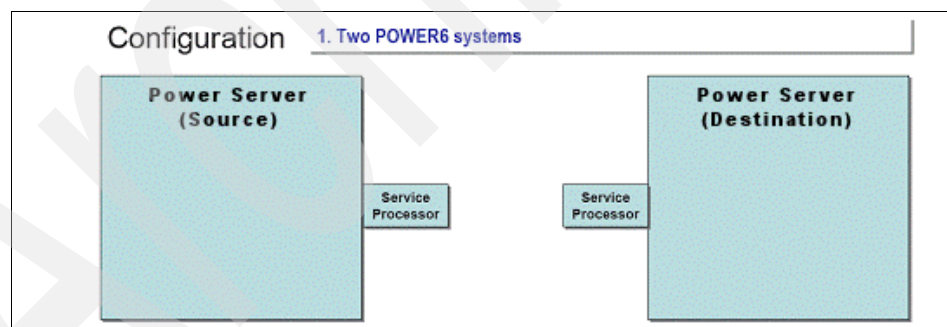 Configuration 1. Two POWER6 systems
Power Server
(Source)
Power Server
(Destination)
Service
Processor
Service
Processor